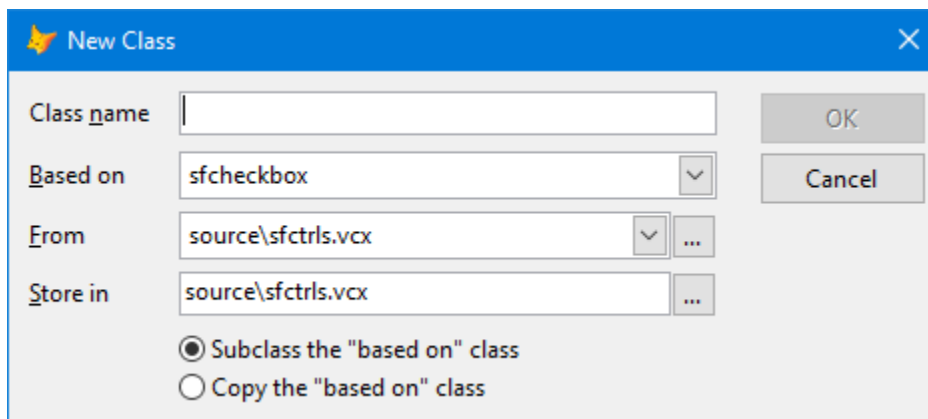 New Class
Class name
OK
Based on sfcheckbox
Cancel
From source\sfctrls.vcx ...
Store in source\sfctrls.vcx ...
Subclass the "based on" class
Copy the "based on" class